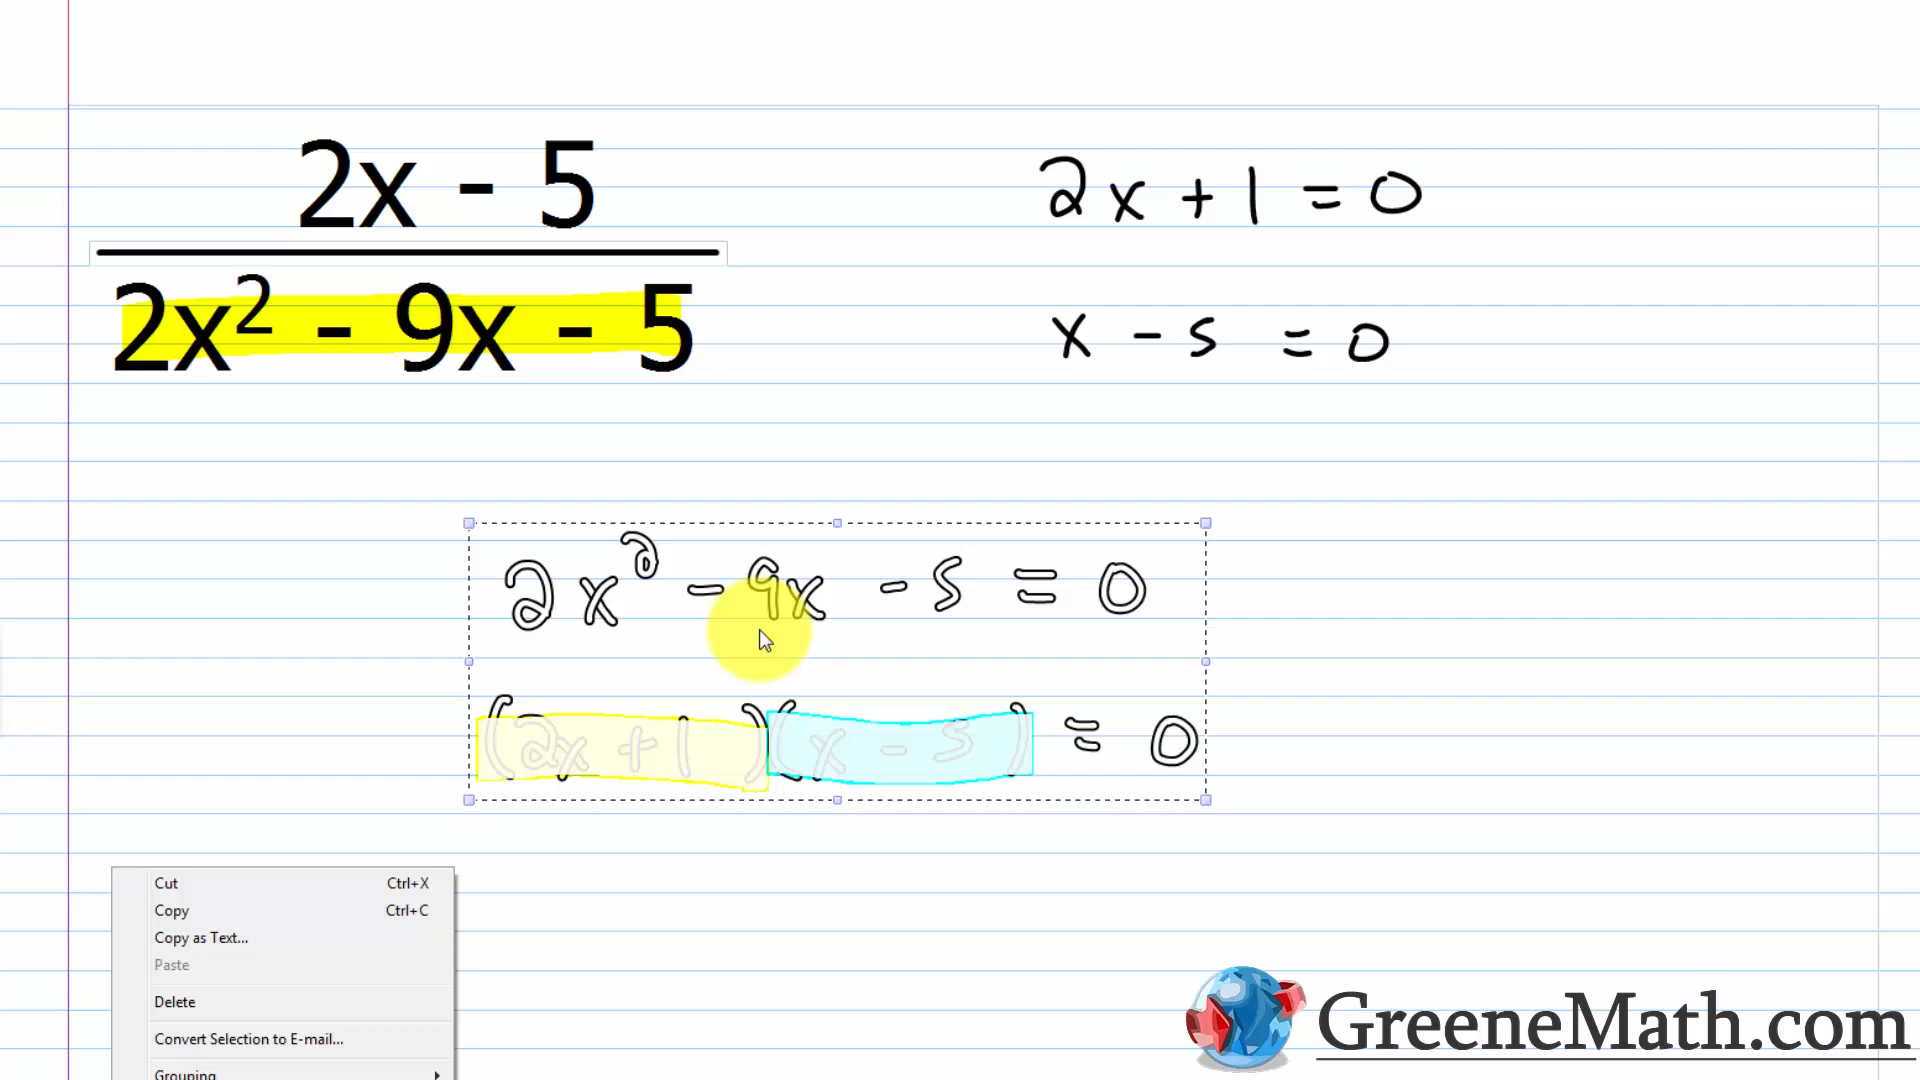 2x - 5
2x² - 9x - 5
2x + 1 = 0
x - 5 = 0
2x² - 9x - 5 = 0
(2x + 1)(x - 5) = 0
Cut Ctrl+X
Copy Ctrl+C
Copy as Text...
Paste
Delete
Convert Selection to E-mail...
Grouping
GreeneMath.com